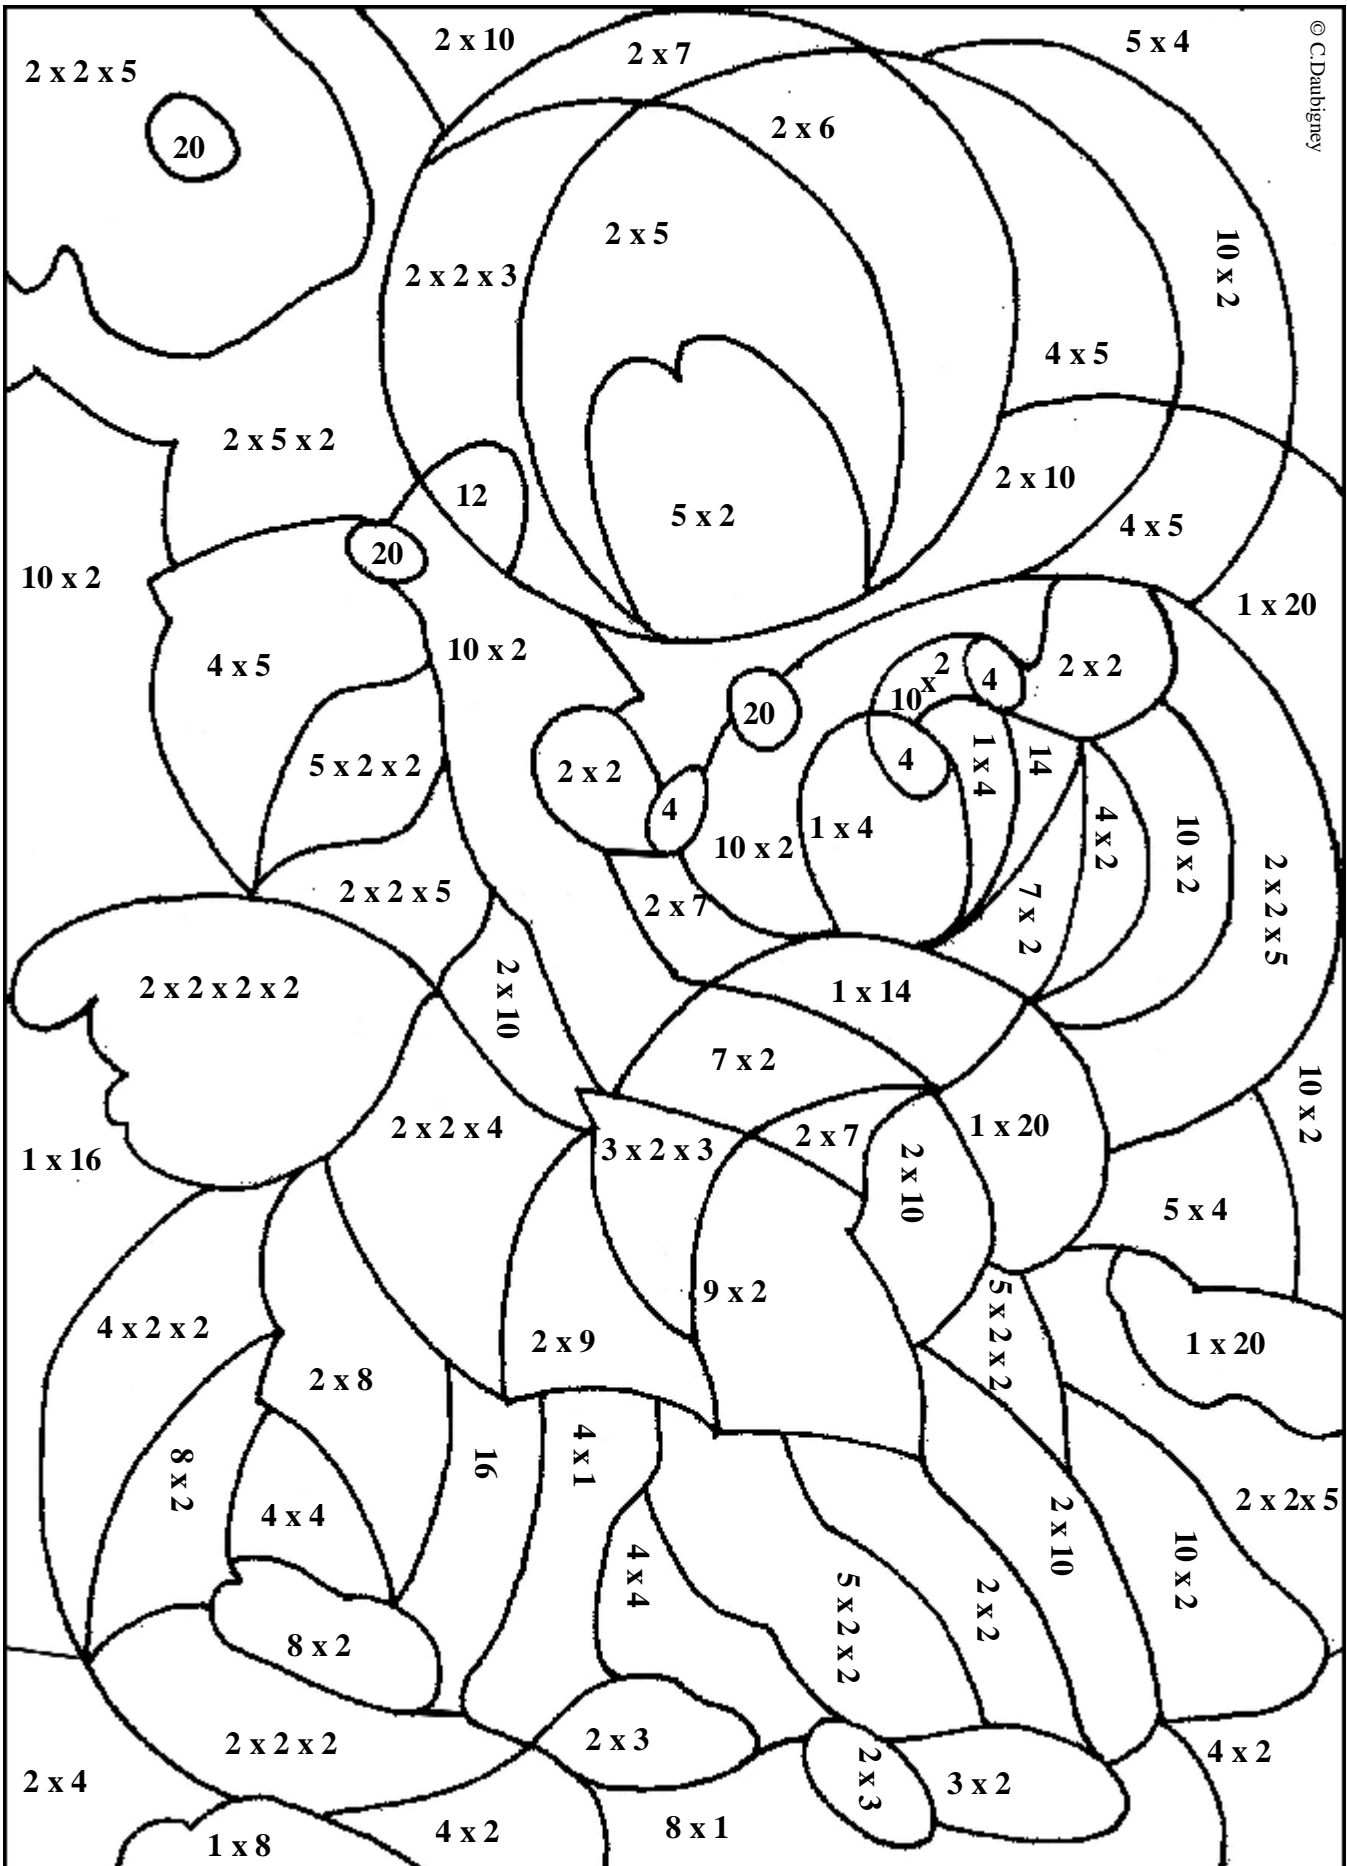 © C.Daubigney
2 x 10
2 x 7
5 x 4
2 x 2 x 5
20
2 x 6
2 x 5
2 x 2 x 3
10 x 2
4 x 5
2 x 5 x 2
12
2 x 10
5 x 2
4 x 5
20
10 x 2
1 x 20
4 x 5
10 x 2
10 x 2
4
2 x 2
20
5 x 2 x 2
2 x 2
4
4
1 x 4
14
10 x 2
1 x 4
4 x 2
10 x 2
2 x 2 x 5
2 x 2 x 5
2 x 7
7 x 2
2 x 2 x 2 x 2
2 x 10
1 x 14
7 x 2
10 x 2
1 x 16
2 x 2 x 4
3 x 2 x 3
2 x 7
2 x 10
1 x 20
5 x 4
4 x 2 x 2
2 x 8
2 x 9
9 x 2
5 x 2 x 2
1 x 20
8 x 2
4 x 4
16
4 x 1
4 x 4
2 x 10
2 x 2x 5
10 x 2
5 x 2 x 2
2 x 2
8 x 2
2 x 2 x 2
2 x 3
2 x 3
3 x 2
4 x 2
2 x 4
1 x 8
4 x 2
8 x 1